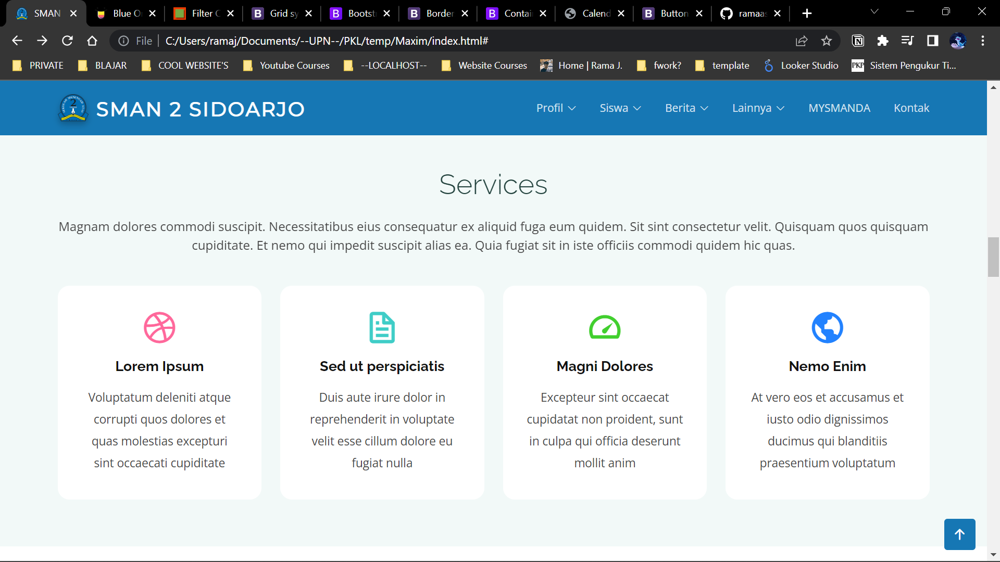 SMAN
Blue O
Filter C
Grid sy
Bootst
Border
Contai
Calend
Button
ramaas
File
C:/Users/ramaj/Documents/--UPN--/PKL/temp/Maxim/index.html#
PRIVATE
BLAJAR
COOL WEBSITE'S
Youtube Courses
--LOCALHOST--
Website Courses
Home | Rama J.
fwork?
template
Looker Studio
PKP
Sistem Pengukur Ti...
2
SMAN 2 SIDOARJO
Profil
Siswa
Berita
Lainnya
MYSMANDA
Kontak
Services
Magnam dolores commodi suscipit. Necessitatibus eius consequatur ex aliquid fuga eum quidem. Sit sint consectetur velit. Quisquam quos quisquam
cupiditate. Et nemo qui impedit suscipit alias ea. Quia fugiat sit in iste officiis commodi quidem hic quas.
Lorem Ipsum
Voluptatum deleniti atque
corrupti quos dolores et
quas molestias excepturi
sint occaecati cupiditate
Sed ut perspiciatis
Duis aute irure dolor in
reprehenderit in voluptate
velit esse cillum dolore eu
fugiat nulla
Magni Dolores
Excepteur sint occaecat
cupidatat non proident, sunt
in culpa qui officia deserunt
mollit anim
Nemo Enim
At vero eos et accusamus et
iusto odio dignissimos
ducimus qui blanditiis
praesentium voluptatum